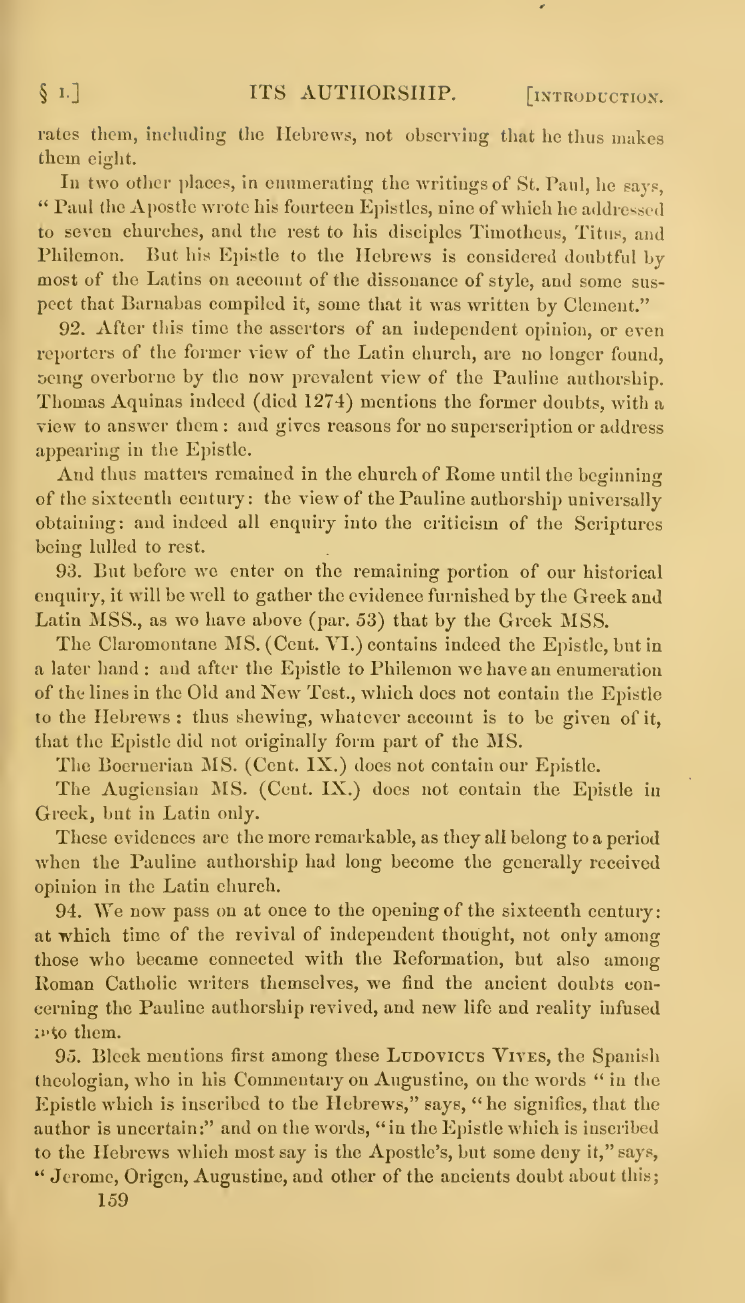 § 1.] ITS AUTHORSHIP. [INTRODUCTION.
rates them, including the Hebrews, not observing that he thus makes
them eight.
In two other places, in enumerating the writings of St. Paul, he says,
“ Paul the Apostle wrote his fourteen Epistles, nine of which he addressed
to seven churches, and the rest to his disciples Timotheus, Titus, and
Philemon. But his Epistle to the Hebrews is considered doubtful by
most of the Latins on account of the dissonance of style, and some sus-
pect that Barnabas compiled it, some that it was written by Clement.”
92. After this time the assertors of an independent opinion, or even
reporters of the former view of the Latin church, are no longer found,
being overborne by the now prevalent view of the Pauline authorship.
Thomas Aquinas indeed (died 1274) mentions the former doubts, with a
view to answer them : and gives reasons for no superscription or address
appearing in the Epistle.
And thus matters remained in the church of Rome until the beginning
of the sixteenth century: the view of the Pauline authorship universally
obtaining: and indeed all enquiry into the criticism of the Scriptures
being lulled to rest.
93. But before we enter on the remaining portion of our historical
enquiry, it will be well to gather the evidence furnished by the Greek and
Latin MSS., as we have above (par. 53) that by the Greek MSS.
The Claromontane MS. (Cent. VI.) contains indeed the Epistle, but in
a later hand : and after the Epistle to Philemon we have an enumeration
of the lines in the Old and New Test., which does not contain the Epistle
to the Hebrews : thus shewing, whatever account is to be given of it,
that the Epistle did not originally form part of the MS.
The Boernerian MS. (Cent. IX.) does not contain our Epistle.
The Augiensian MS. (Cent. IX.) does not contain the Epistle in
Greek, but in Latin only.
These evidences are the more remarkable, as they all belong to a period
when the Pauline authorship had long become the generally received
opinion in the Latin church.
94. We now pass on at once to the opening of the sixteenth century:
at which time of the revival of independent thought, not only among
those who became connected with the Reformation, but also among
Roman Catholic writers themselves, we find the ancient doubts con-
cerning the Pauline authorship revived, and new life and reality infused
into them.
95. Bleek mentions first among these LUDOVICUS VIVES, the Spanish
theologian, who in his Commentary on Augustine, on the words “ in the
Epistle which is inscribed to the Hebrews,” says, “ he signifies, that the
author is uncertain:” and on the words, “in the Epistle which is inscribed
to the Hebrews which most say is the Apostle's, but some deny it,” says,
“ Jerome, Origen, Augustine, and other of the ancients doubt about this;
159